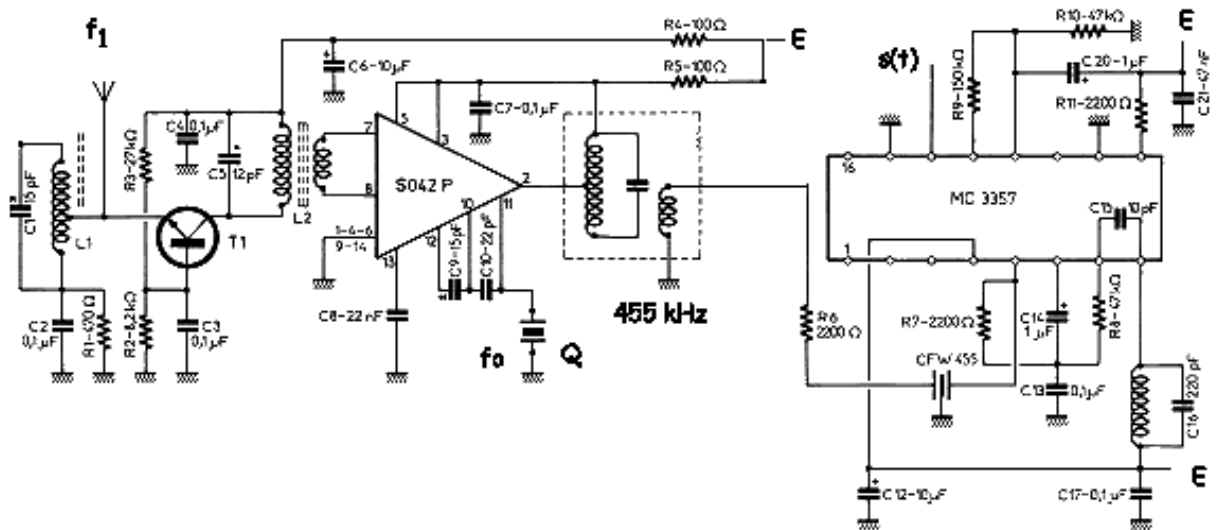 f1
R4-100Ω
E
C6-10µF
R5-100Ω
C7-0,1µF
R3-27kΩ
C4 0,1µF
C5 12pF
C1 15pF
L1
T1
L2
C2 0,1µF
R1-470Ω
R2-8,2kΩ
C3 0,1µF
7
5
3
8
SO42 P
2
10
11
1-4-6
9-14
12
13
C9-15pF
C10-22pF
C8-22nF
fo
Q
455 kHz
s(t)
R10-47kΩ
E
R9-150kΩ
C20-1µF
R11-2200Ω
C21-47nF
16
MC 3357
1
C15 10pF
R6 2200Ω
R7-2200Ω
C14 1µF
R8-47kΩ
CFW 455
C13 0,1µF
C16 220pF
E
C12-10µF
C17-0,1µF